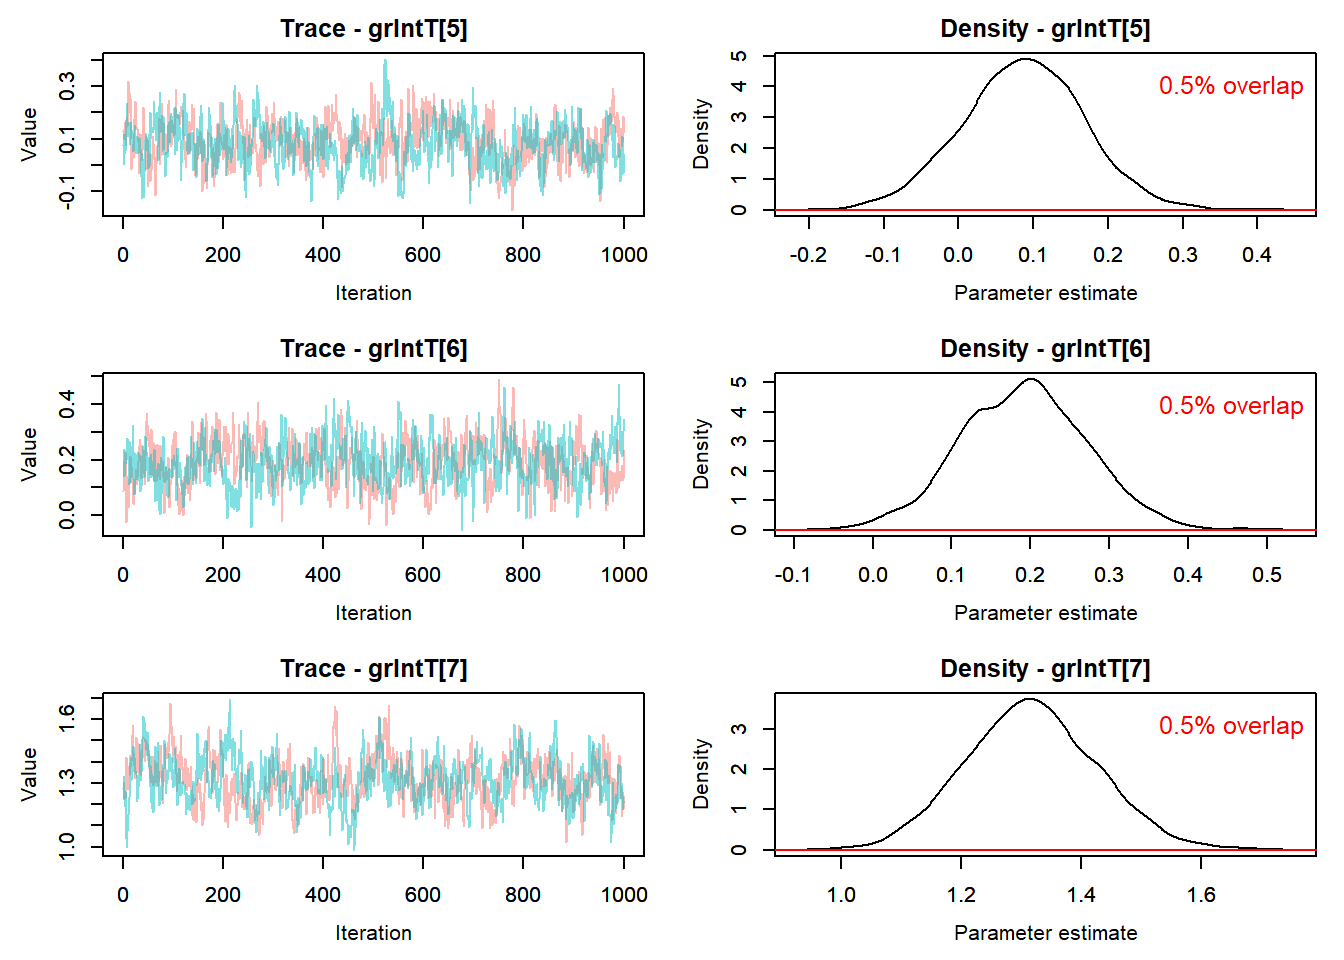 Trace - grIntT[5]
Value
-0.1 0.1 0.3
0 200 400 600 800 1000
Iteration
Density - grIntT[5]
0.5% overlap
Density
0 1 2 3 4 5
-0.2 -0.1 0.0 0.1 0.2 0.3 0.4
Parameter estimate
Trace - grIntT[6]
Value
0.0 0.2 0.4
0 200 400 600 800 1000
Iteration
Density - grIntT[6]
0.5% overlap
Density
0 1 2 3 4 5
-0.1 0.0 0.1 0.2 0.3 0.4 0.5
Parameter estimate
Trace - grIntT[7]
Value
1.0 1.3 1.6
0 200 400 600 800 1000
Iteration
Density - grIntT[7]
0.5% overlap
Density
0 1 2 3
1.0 1.2 1.4 1.6
Parameter estimate